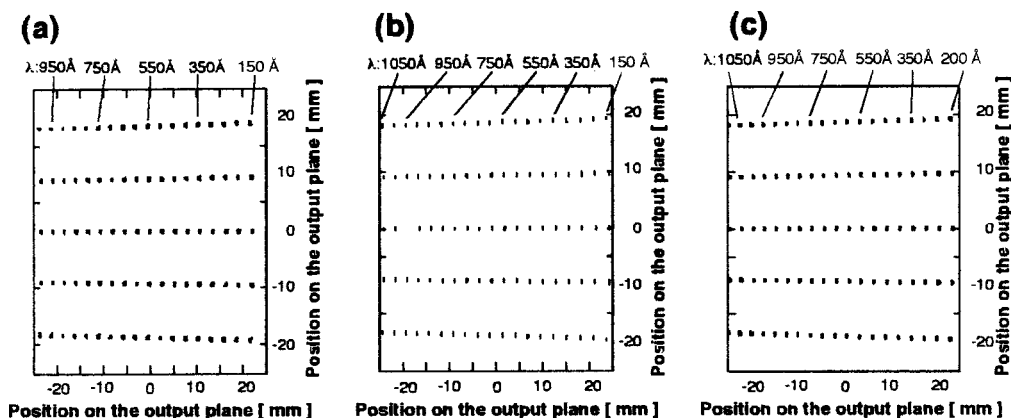 (a)
(b)
(c)
λ:950Å 750Å 550Å 350Å 150 Å
λ:1050Å 950Å 750Å 550Å 350Å 150 Å
λ:1050Å 950Å 750Å 550Å 350Å 200 Å
20
10
0
-10
-20
Position on the output plane [ mm ]
20
10
0
-10
-20
Position on the output plane [ mm ]
20
10
0
-10
-20
Position on the output plane [ mm ]
-20 -10 0 10 20
-20 -10 0 10 20
-20 -10 0 10 20
Position on the output plane [ mm ]
Position on the output plane [ mm ]
Position on the output plane [ mm ]